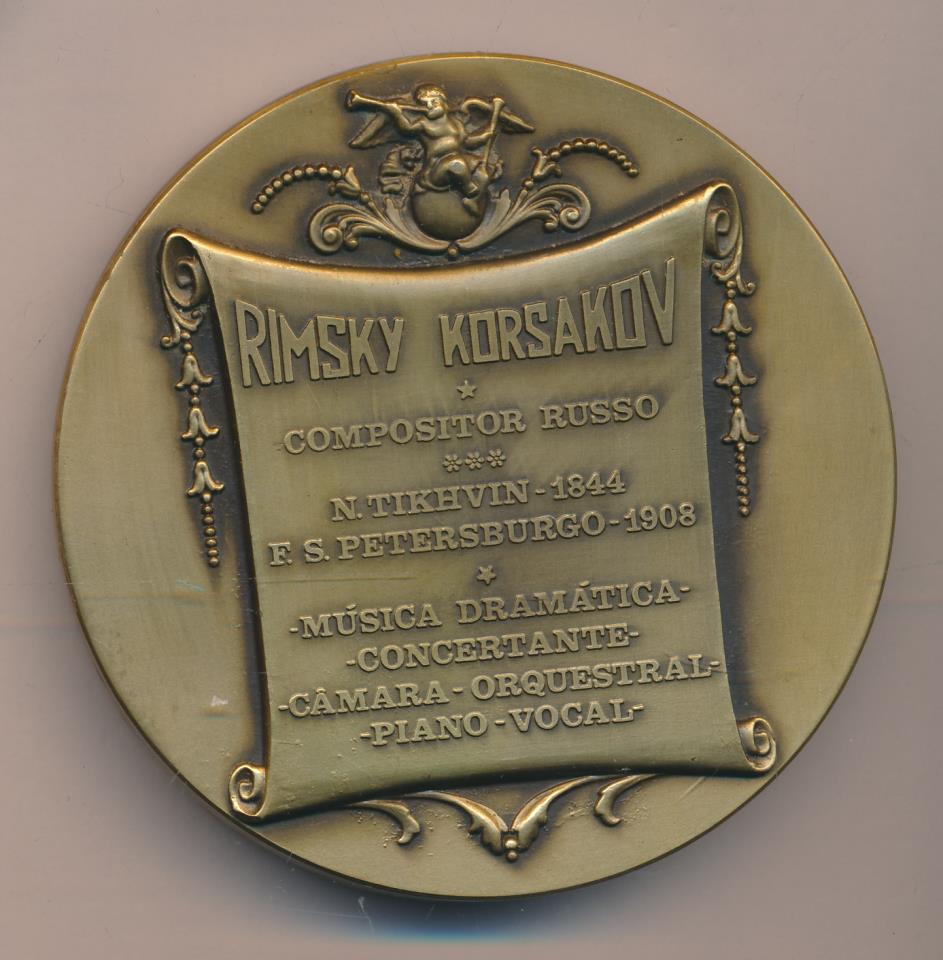 RIMSKY KORSAKOV
COMPOSITOR RUSSO
N. TIKHVIN - 1844
F. S. PETERSBURGO - 1908
-MÚSICA DRAMÁTICA-
-CONCERTANTE-
-CÂMARA - ORQUESTRAL-
-PIANO - VOCAL-